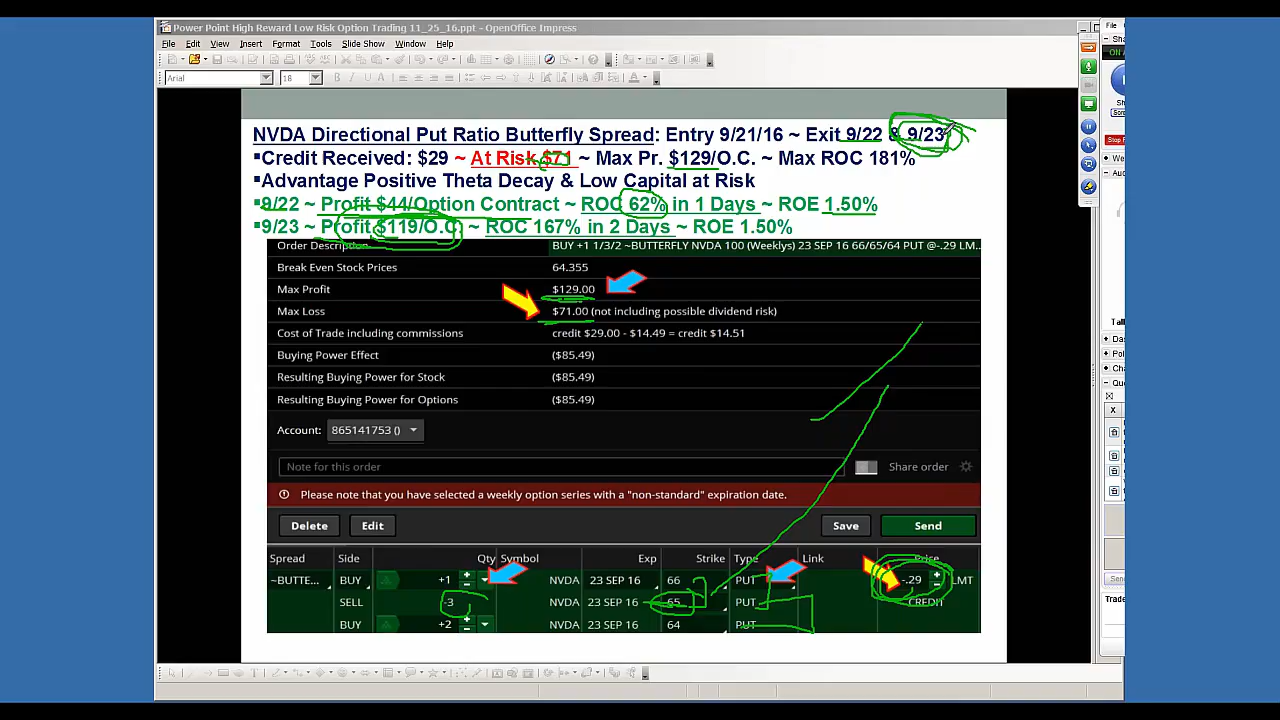 Power Point High Reward Low Risk Option Trading 11_25_16.ppt - OpenOffice Impress
File Edit View Insert Format Tools Slide Show Window Help
Arial 18
NVDA Directional Put Ratio Butterfly Spread: Entry 9/21/16 ~ Exit 9/22 & 9/23
▪Credit Received: $29 ~ At Risk $71 ~ Max Pr. $129/O.C. ~ Max ROC 181%
▪Advantage Positive Theta Decay & Low Capital at Risk
▪9/22 ~ Profit $44/Option Contract ~ ROC 62% in 1 Days ~ ROE 1.50%
▪9/23 ~ Profit $119/O.C. ~ ROC 167% in 2 Days ~ ROE 1.50%
Order Description BUY +1 1/3/2 ~BUTTERFLY NVDA 100 (Weeklys) 23 SEP 16 66/65/64 PUT @-.29 LM...
Break Even Stock Prices 64.355
Max Profit $129.00
Max Loss $71.00 (not including possible dividend risk)
Cost of Trade including commissions credit $29.00 - $14.49 = credit $14.51
Buying Power Effect ($85.49)
Resulting Buying Power for Stock ($85.49)
Resulting Buying Power for Options ($85.49)
Account: 865141753 ()
Note for this order Share order
Please note that you have selected a weekly option series with a "non-standard" expiration date.
Delete Edit Save Send
Spread Side Qty Symbol Exp Strike Type Link Price
~BUTTE... BUY +1 NVDA 23 SEP 16 66 PUT -.29 LMT
SELL -3 NVDA 23 SEP 16 65 PUT CREDIT
BUY +2 NVDA 23 SEP 16 64 PUT
File